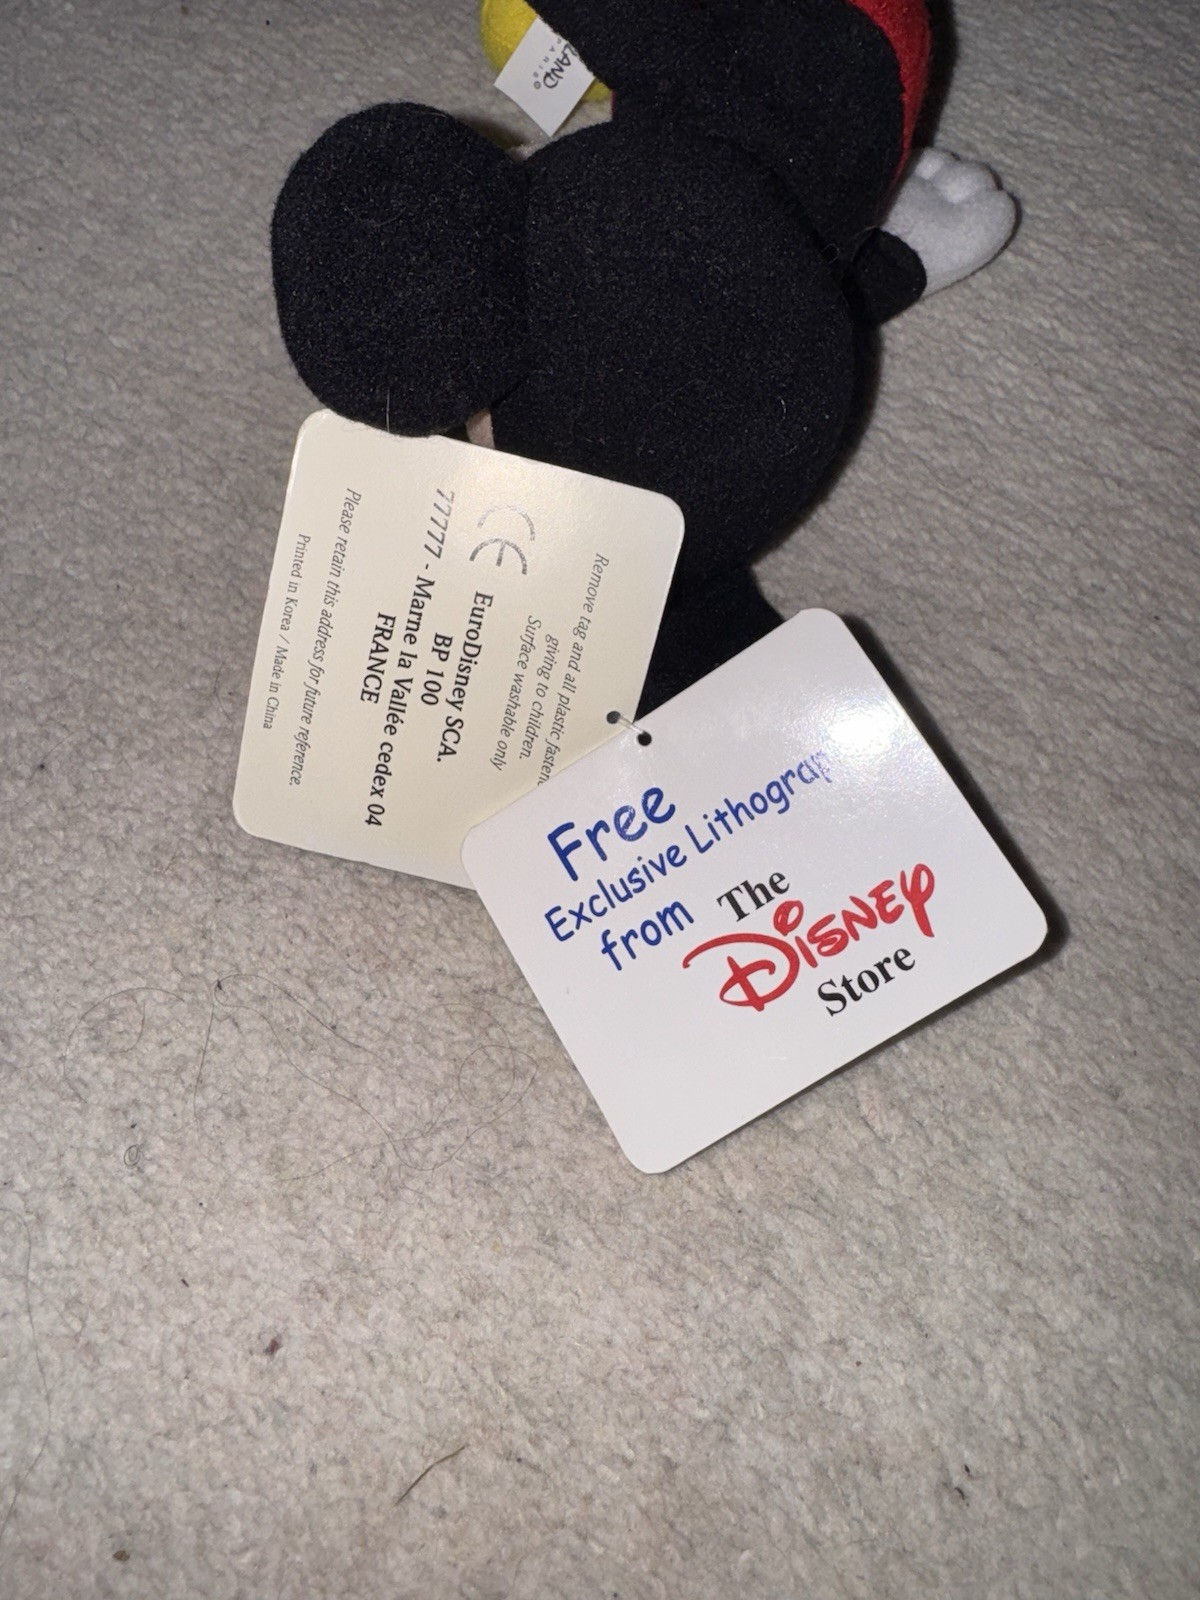 LAND
PARIS
Remove tag and all plastic
giving to children.
Surface washable only
CE
EuroDisney SCA.
BP 100
77777 - Marne la Vallée cedex 04
FRANCE
Please retain this address for future reference.
Printed in Korea / Made in China
Free
Exclusive Lithograp
from The
Disney
Store